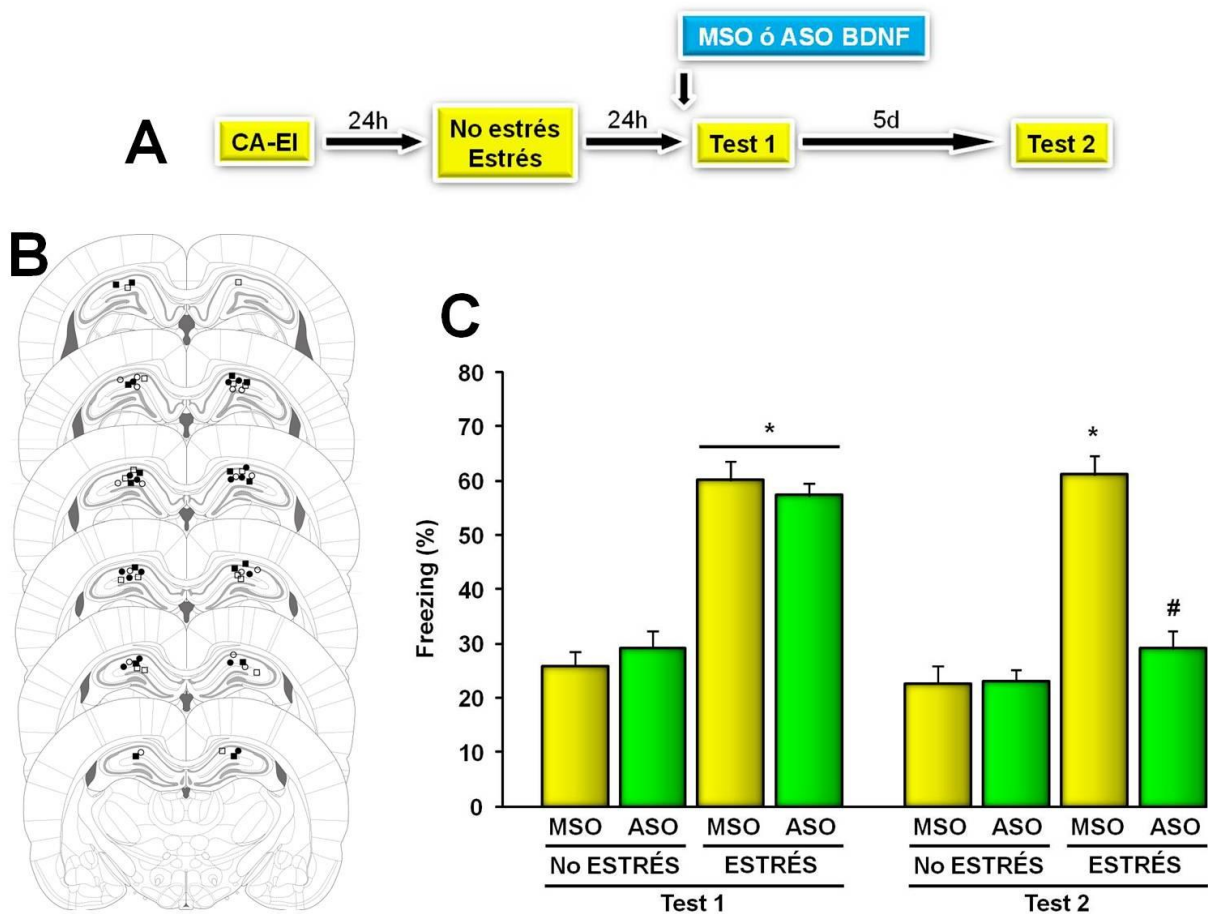 MSO ó ASO BDNF
A
CA-EI
24h
No estrés
Estrés
24h
Test 1
5d
Test 2
B
C
Freezing (%)
80
70
60
50
40
30
20
10
0
*
*
#
MSO ASO MSO ASO MSO ASO MSO ASO
No ESTRÉS ESTRÉS No ESTRÉS ESTRÉS
Test 1 Test 2